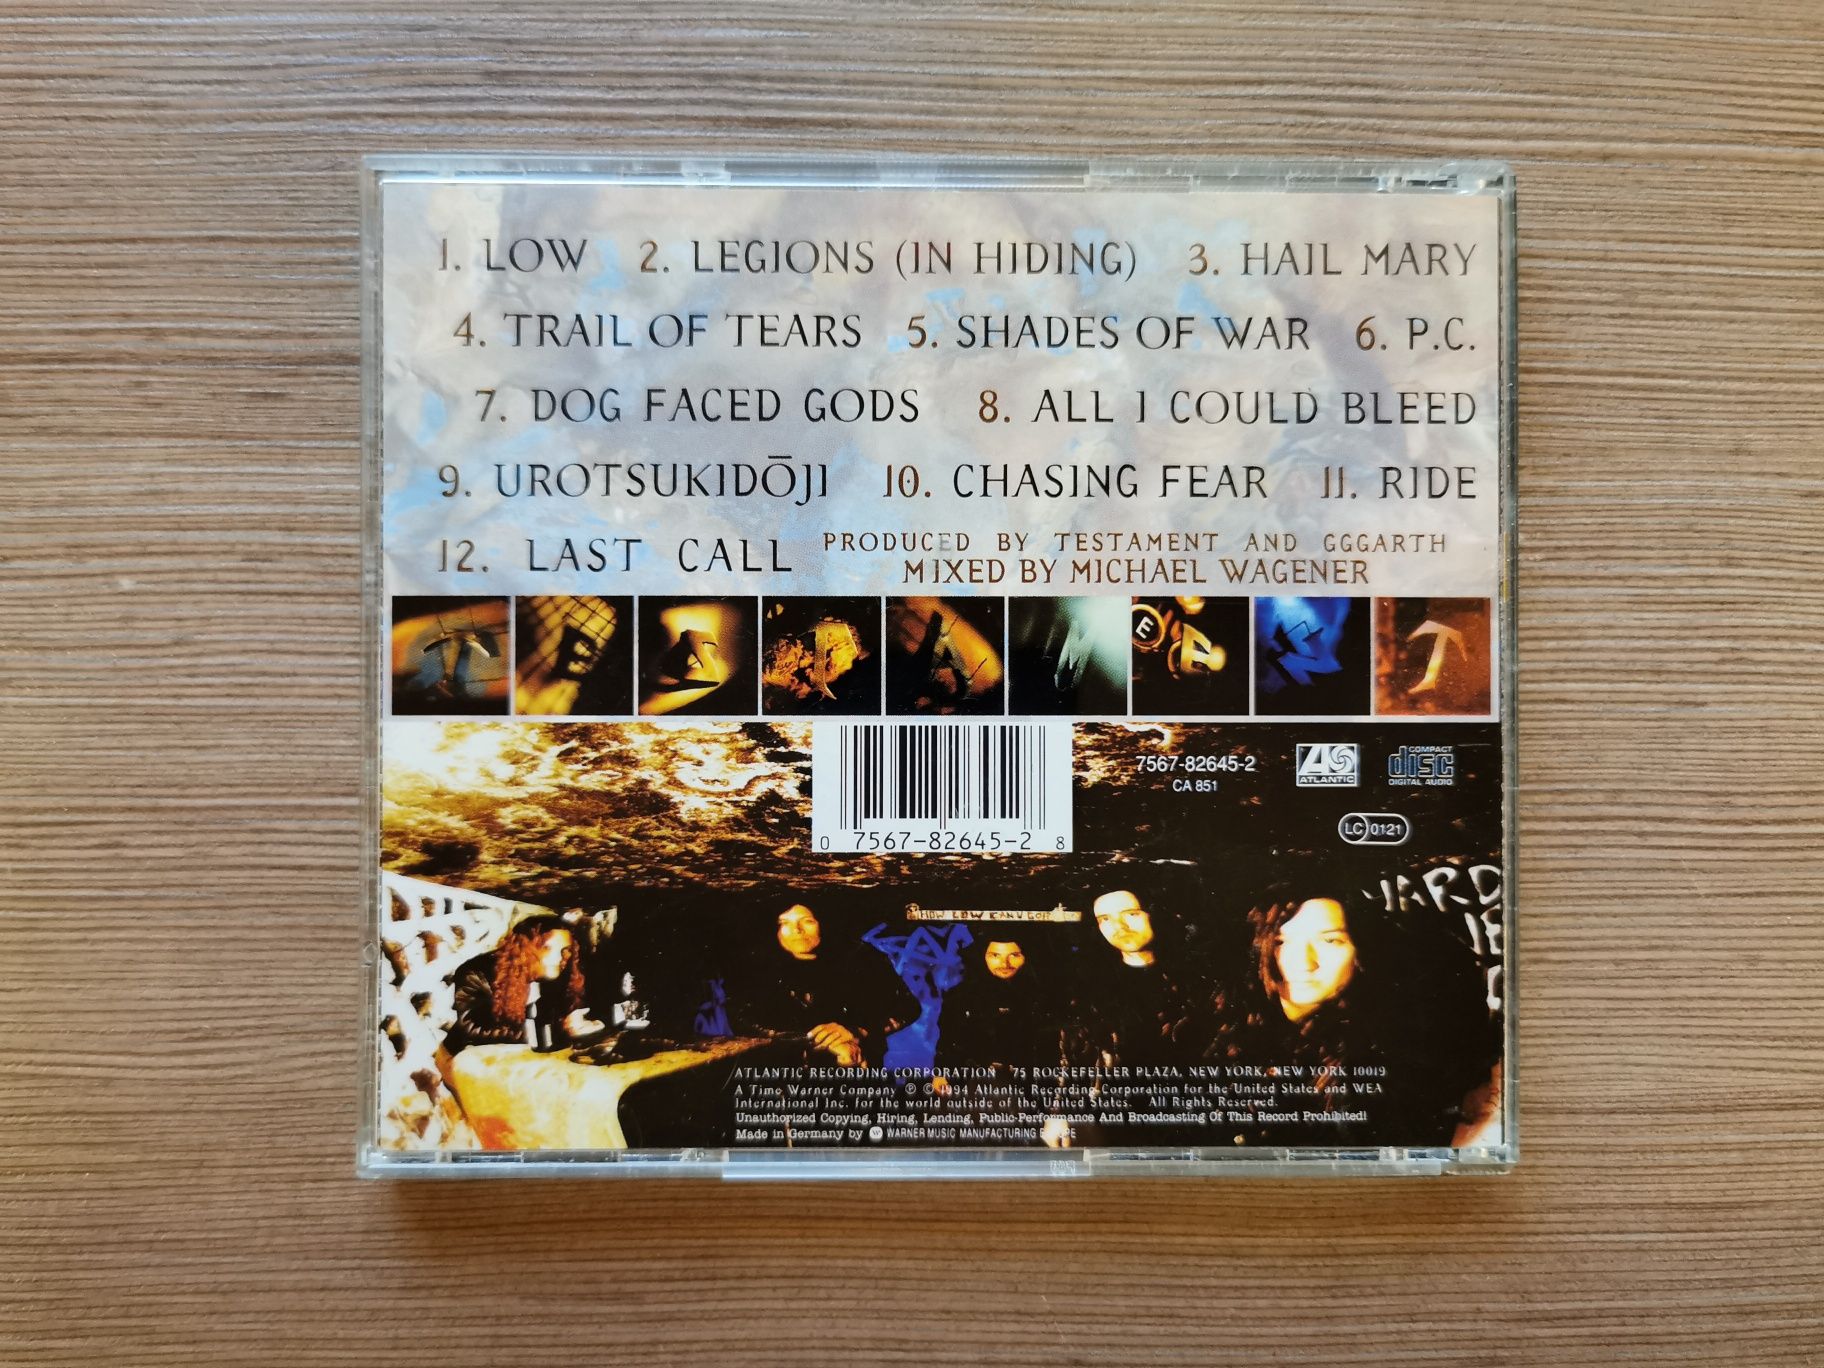 1. LOW 2. LEGIONS (IN HIDING) 3. HAIL MARY
4. TRAIL OF TEARS 5. SHADES OF WAR 6. P.C.
7. DOG FACED GODS 8. ALL I COULD BLEED
9. UROTSUKIDŌJI 10. CHASING FEAR 11. RIDE
12. LAST CALL
PRODUCED BY TESTAMENT AND GGGARTH
MIXED BY MICHAEL WAGENER
T E S T A M E N T
7567-82645-2
CA 851
ATLANTIC
COMPACT
disc
DIGITAL AUDIO
LC 0121
0 7567-82645-2 8
HOW LOW CAN U GO?
YARD
ATLANTIC RECORDING CORPORATION 75 ROCKEFELLER PLAZA, NEW YORK, NEW YORK 10019
A Time Warner Company ℗ © 1994 Atlantic Recording Corporation for the United States and WEA
International Inc. for the world outside of the United States. All Rights Reserved.
Unauthorized Copying, Hiring, Lending, Public Performance And Broadcasting Of This Record Prohibited!
Made in Germany by WARNER MUSIC MANUFACTURING EUROPE